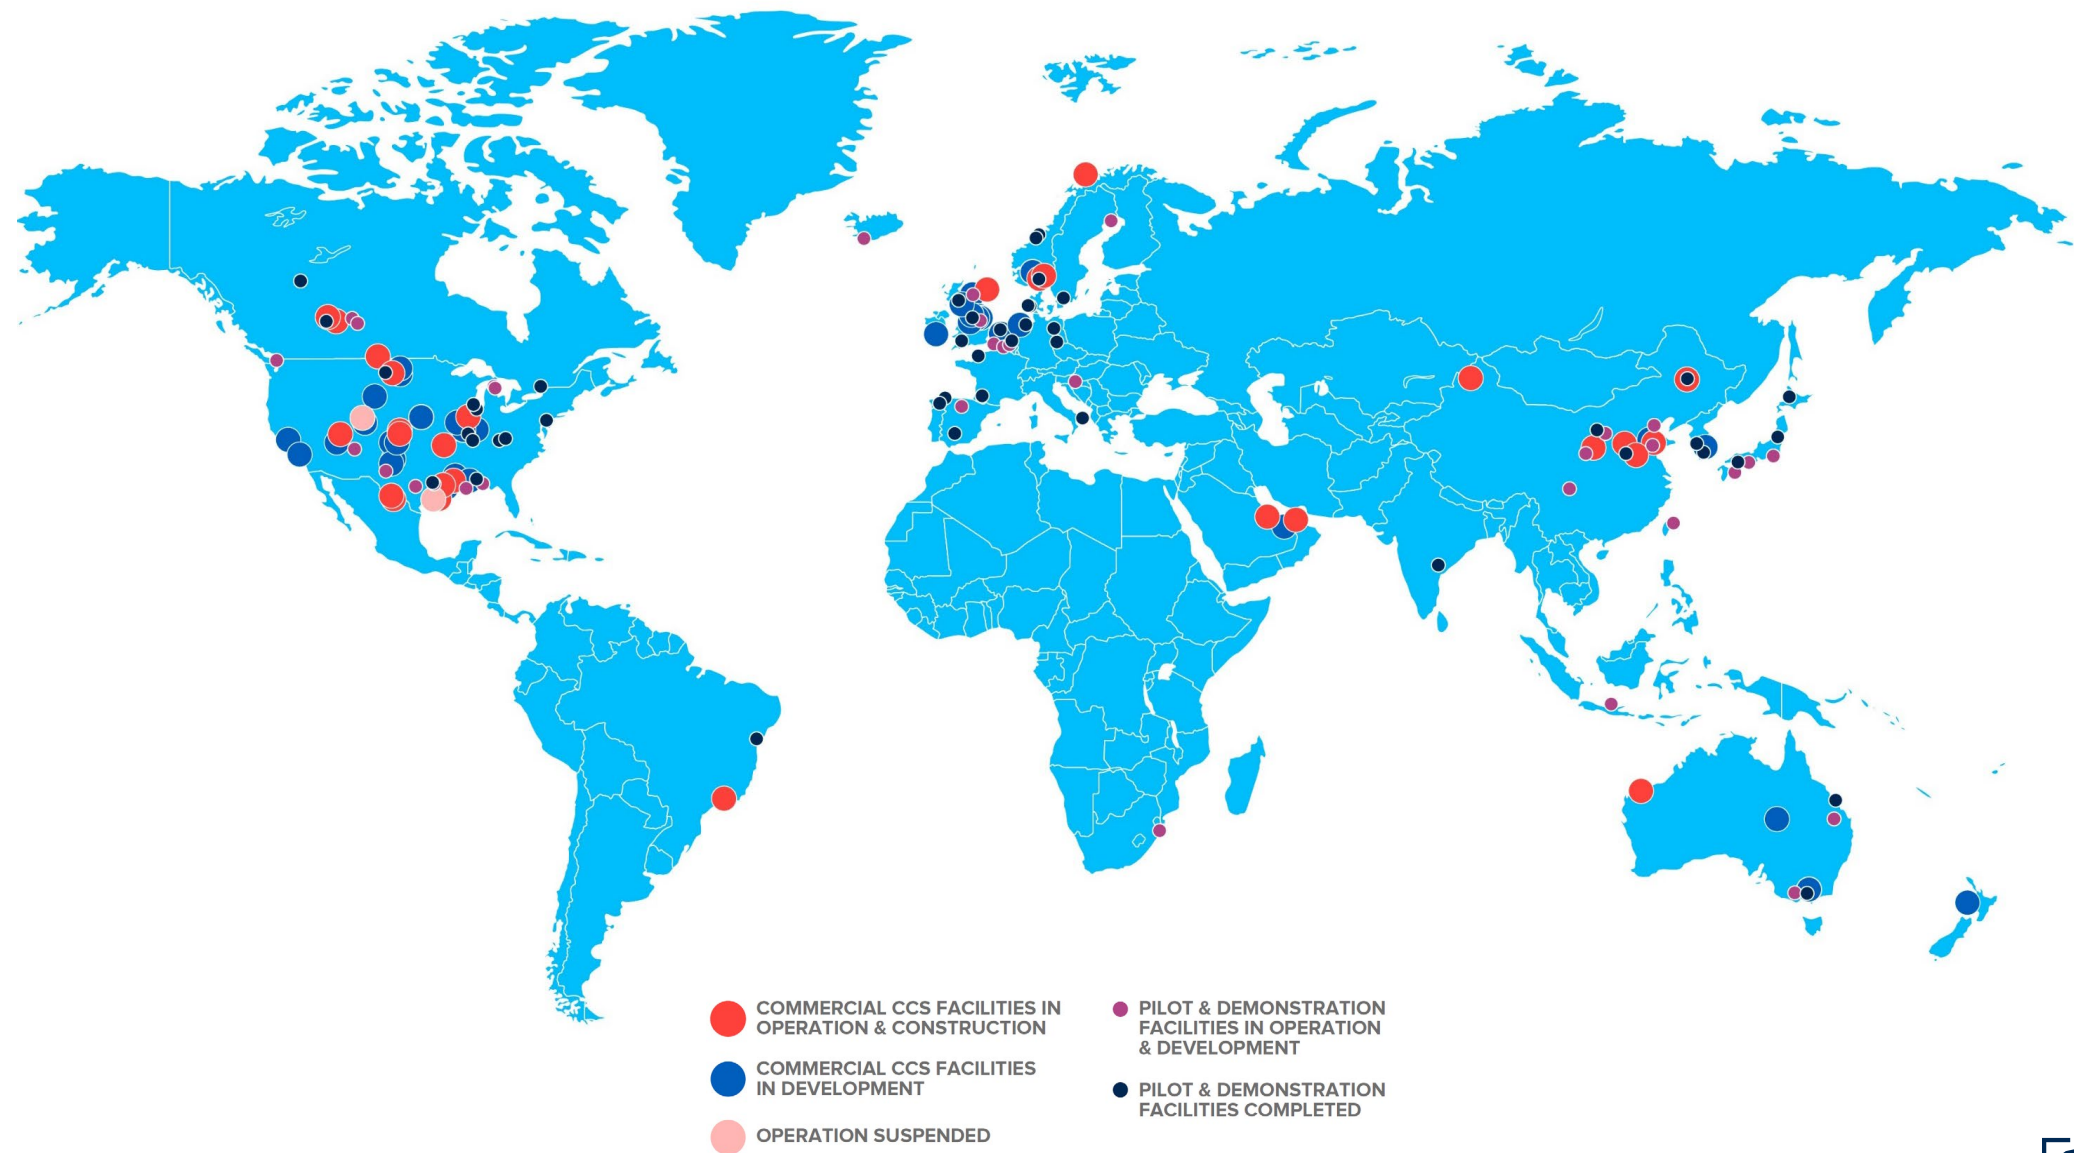 COMMERCIAL CCS FACILITIES IN
OPERATION & CONSTRUCTION
COMMERCIAL CCS FACILITIES
IN DEVELOPMENT
OPERATION SUSPENDED
PILOT & DEMONSTRATION
FACILITIES IN OPERATION
& DEVELOPMENT
PILOT & DEMONSTRATION
FACILITIES COMPLETED